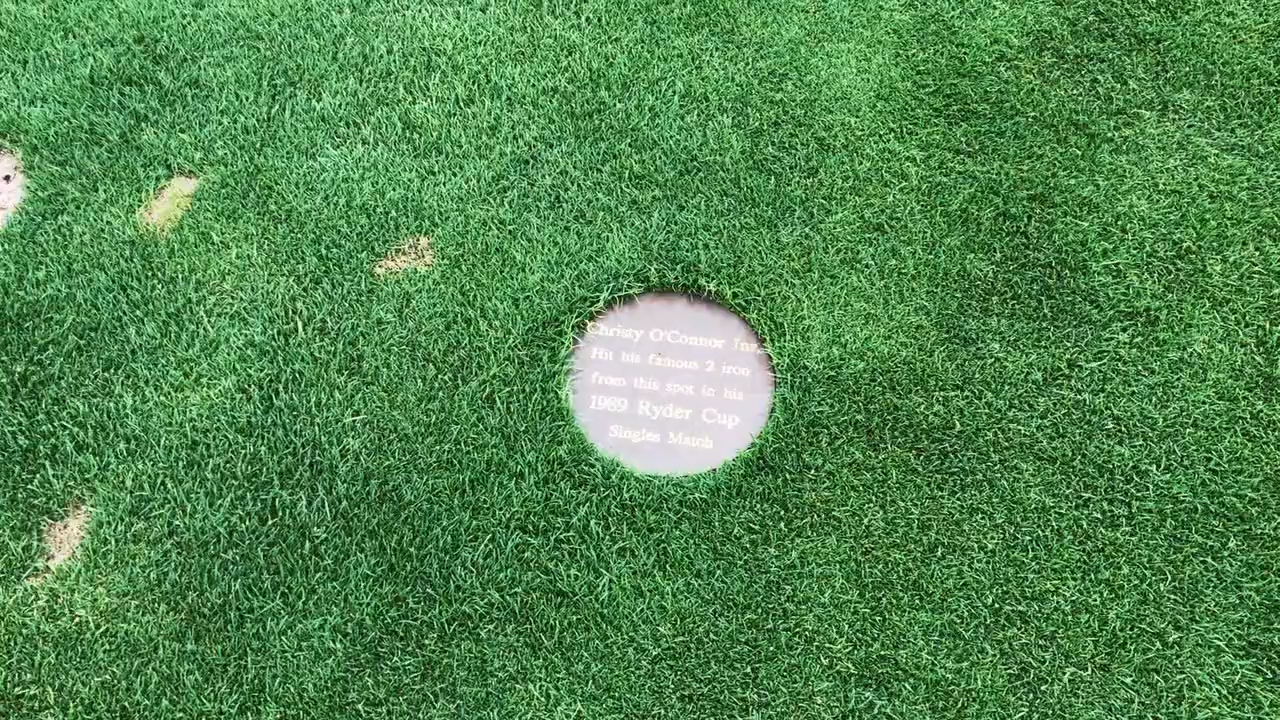 Christy O'Connor Jnr.
Hit his famous 2 iron
from this spot in his
1989 Ryder Cup
Singles Match